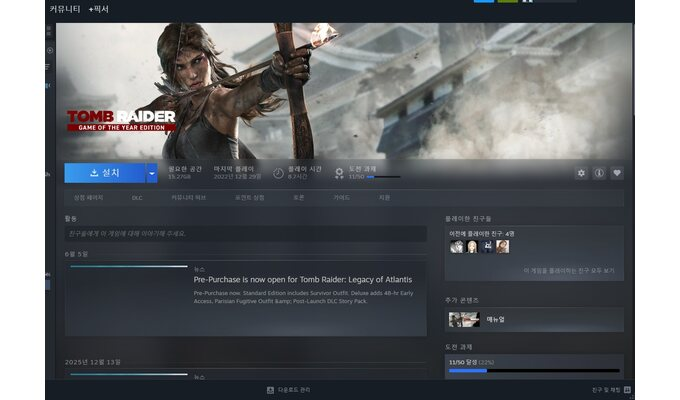 커뮤니티 +픽서
TOMB RAIDER
GAME OF THE YEAR EDITION
설치
필요한 공간
15.27GB
마지막 플레이
2022년 12월 29일
플레이 시간
8.2시간
도전 과제
11/50
상점 페이지 DLC 커뮤니티 허브 포인트 상점 토론 가이드 지원
활동
친구들에게 이 게임에 대해 이야기해 주세요.
6월 5일
뉴스
Pre-Purchase is now open for Tomb Raider: Legacy of Atlantis
Pre-Purchase now. Standard Edition includes Survivor Outfit. Deluxe adds 48-hr Early
Access, Parisian Fugitive Outfit &amp; Post-Launch DLC Story Pack.
2025년 12월 13일
뉴스
플레이한 친구들
이전에 플레이한 친구: 4명
이 게임을 플레이하는 친구 모두 보기
추가 콘텐츠
매뉴얼
도전 과제
11/50 달성 (22%)
다운로드 관리
친구 및 채팅